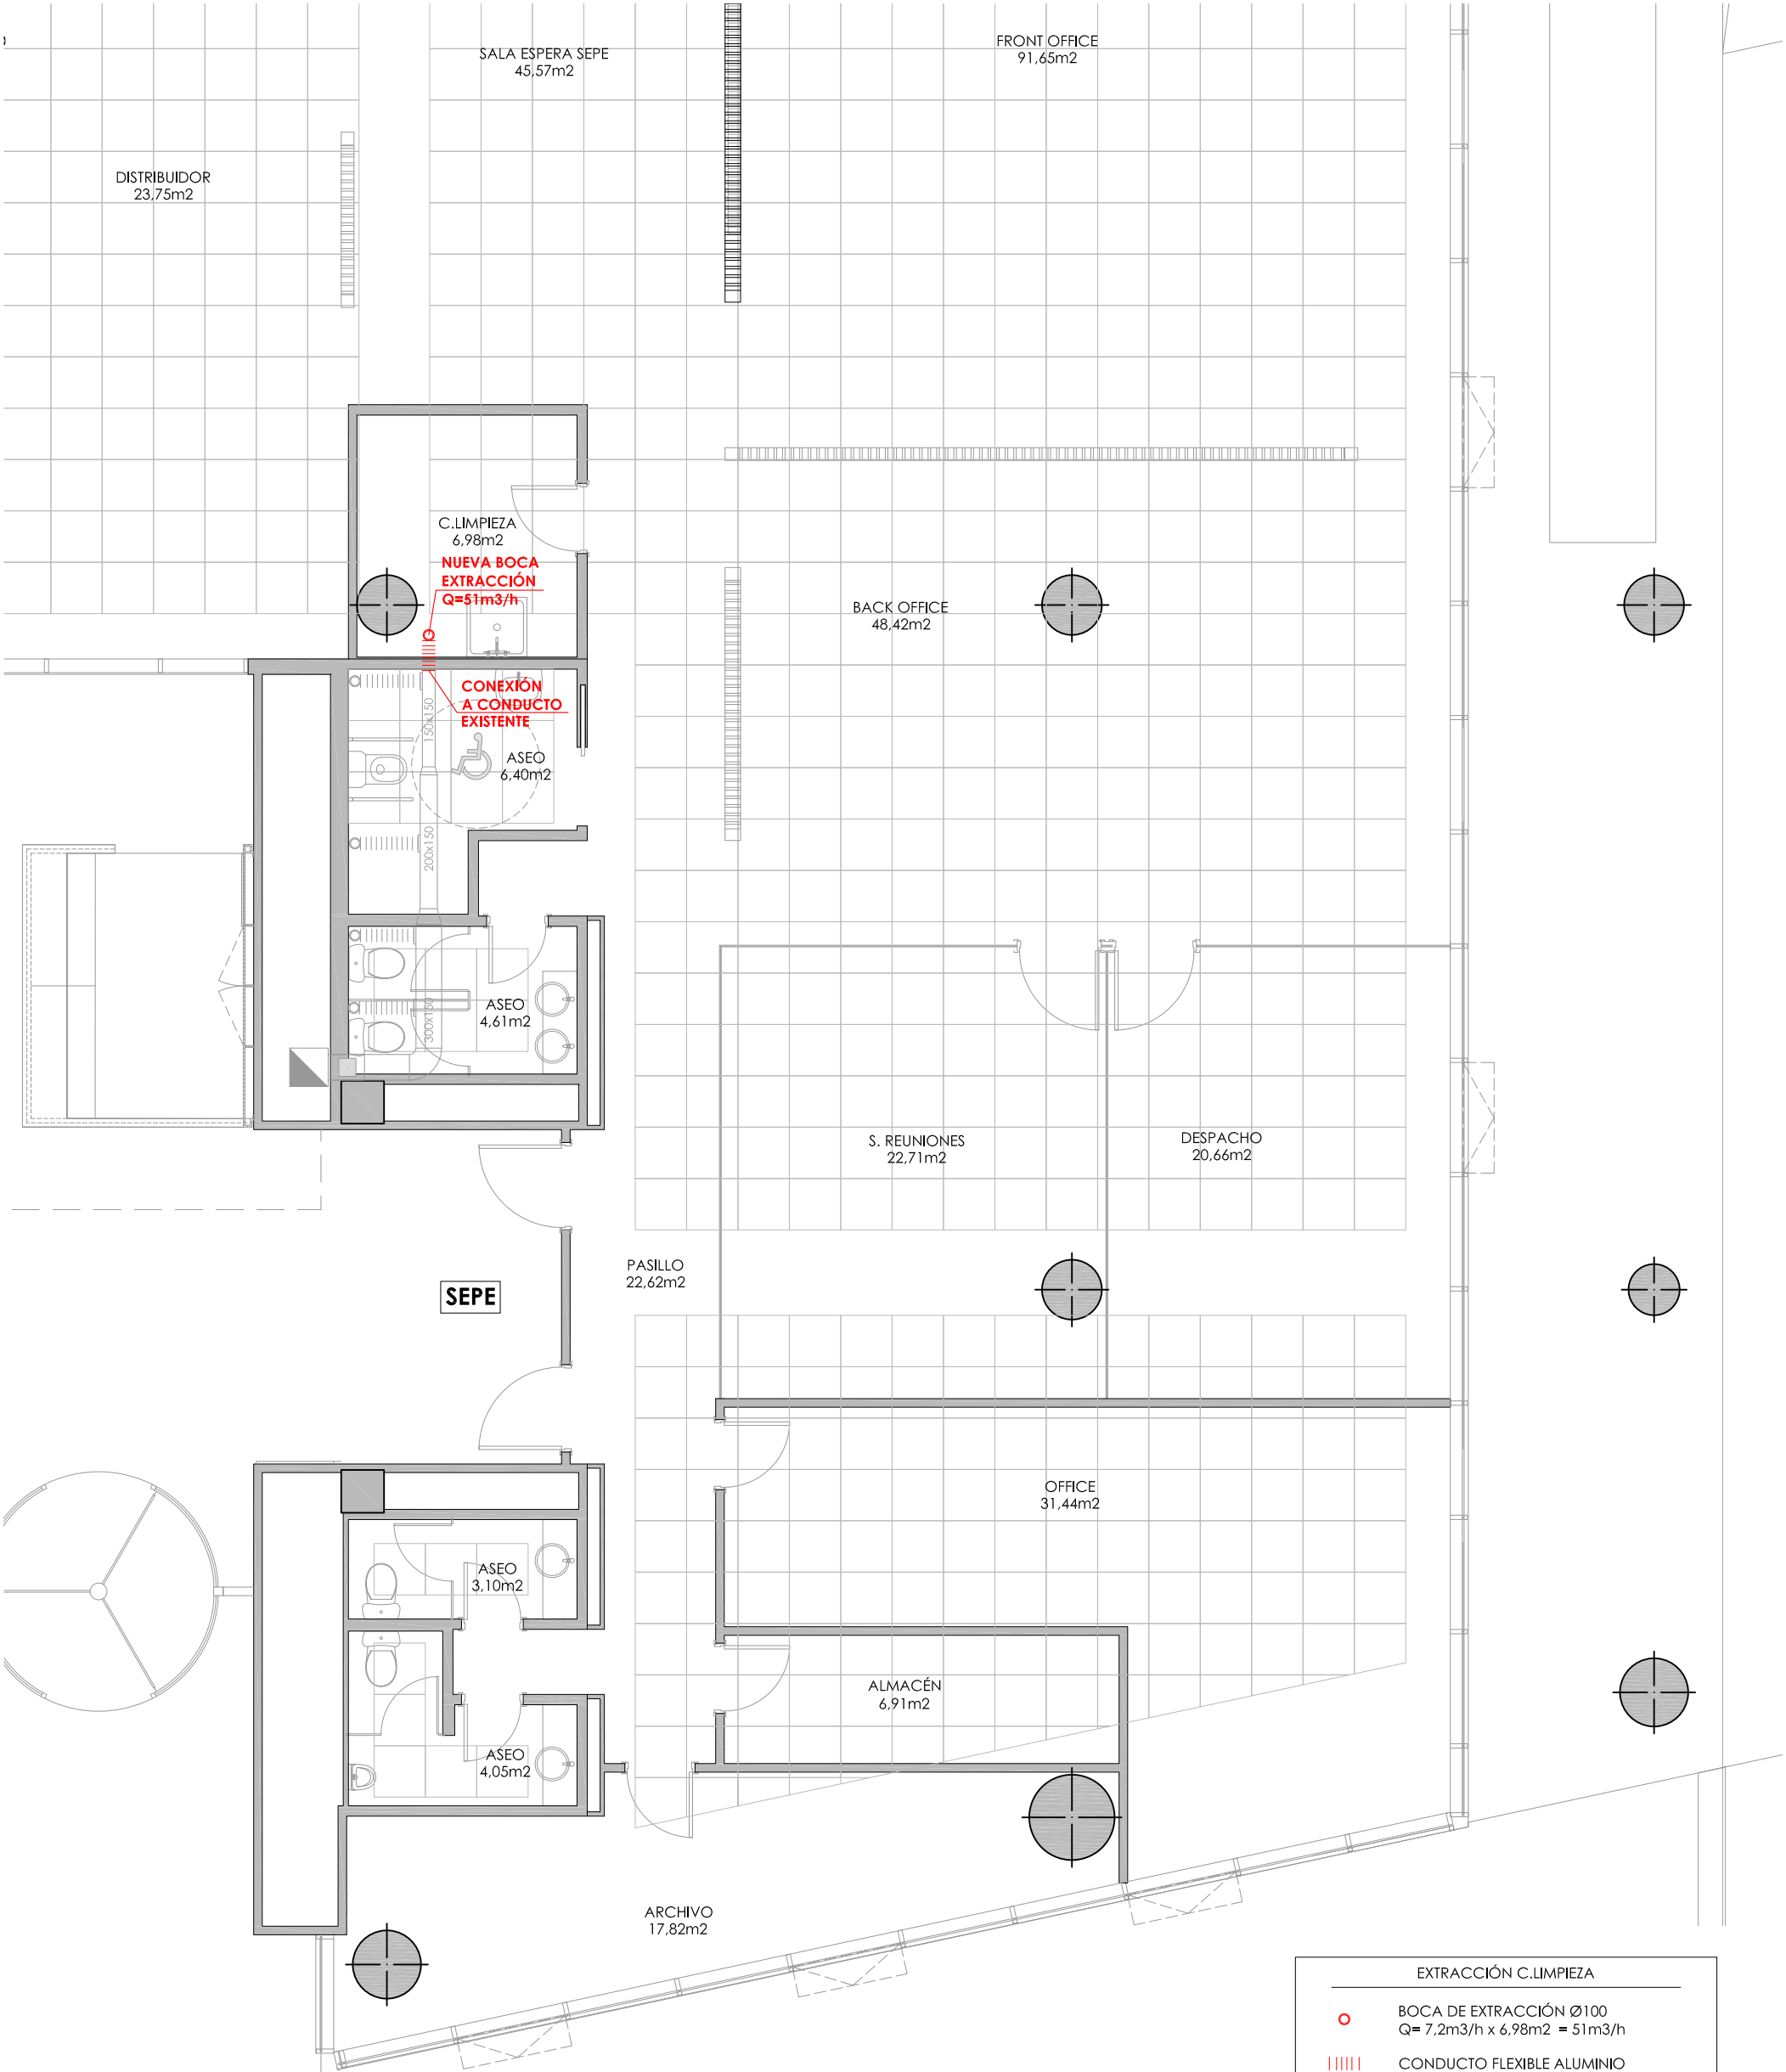 SALA ESPERA SEPE
45,57m2
FRONT OFFICE
91,65m2
DISTRIBUIDOR
23,75m2
C.LIMPIEZA
6,98m2
NUEVA BOCA
EXTRACCIÓN
Q=51m3/h
BACK OFFICE
48,42m2
CONEXIÓN
A CONDUCTO
EXISTENTE
150x150
ASEO
6,40m2
200x150
ASEO
4,61m2
300x150
S. REUNIONES
22,71m2
DESPACHO
20,66m2
PASILLO
22,62m2
SEPE
OFFICE
31,44m2
ASEO
3,10m2
ALMACÉN
6,91m2
ASEO
4,05m2
ARCHIVO
17,82m2
EXTRACCIÓN C.LIMPIEZA
BOCA DE EXTRACCIÓN Ø100
Q= 7,2m3/h x 6,98m2 = 51m3/h
CONDUCTO FLEXIBLE ALUMINIO